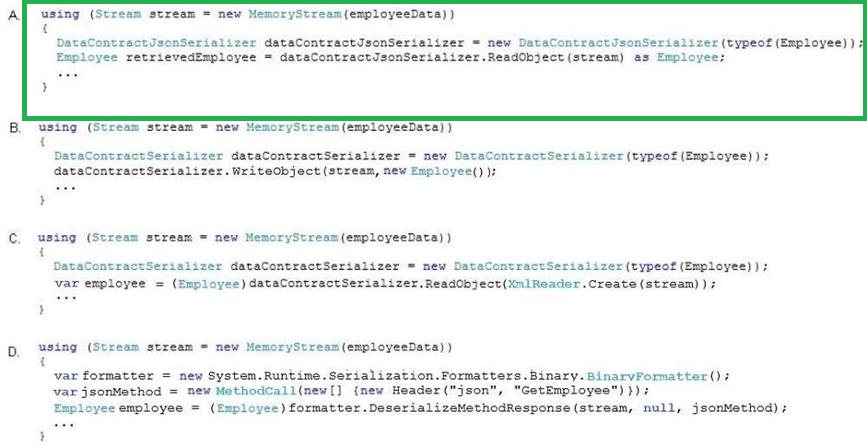 A. using (Stream stream = new MemoryStream(employeeData))
{
DataContractJsonSerializer dataContractJsonSerializer = new DataContractJsonSerializer(typeof(Employee));
Employee retrievedEmployee = dataContractJsonSerializer.ReadObject(stream) as Employee;
...
}
B. using (Stream stream = new MemoryStream(employeeData))
{
DataContractSerializer dataContractSerializer = new DataContractSerializer(typeof(Employee));
dataContractSerializer.WriteObject(stream,new Employee());
...
}
C. using (Stream stream = new MemoryStream(employeeData))
{
DataContractSerializer dataContractSerializer = new DataContractSerializer(typeof(Employee));
var employee = (Employee)dataContractSerializer.ReadObject(XmlReader.Create(stream));
...
}
D. using (Stream stream = new MemoryStream(employeeData))
{
var formatter = new System.Runtime.Serialization.Formatters.Binary.BinaryFormatter();
var jsonMethod = new MethodCall(new[] {new Header("json", "GetEmployee")});
Employee employee = (Employee)formatter.DeserializeMethodResponse(stream, null, jsonMethod);
...
}